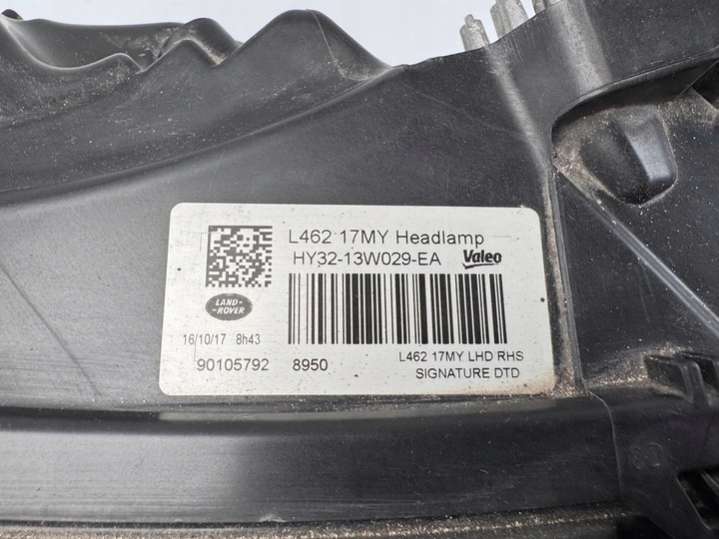 L462 17MY Headlamp
HY32-13W029-EA Valeo
LAND-
-ROVER
16/10/17 8h43
90105792 8950
L462 17MY LHD RHS
SIGNATURE DTD